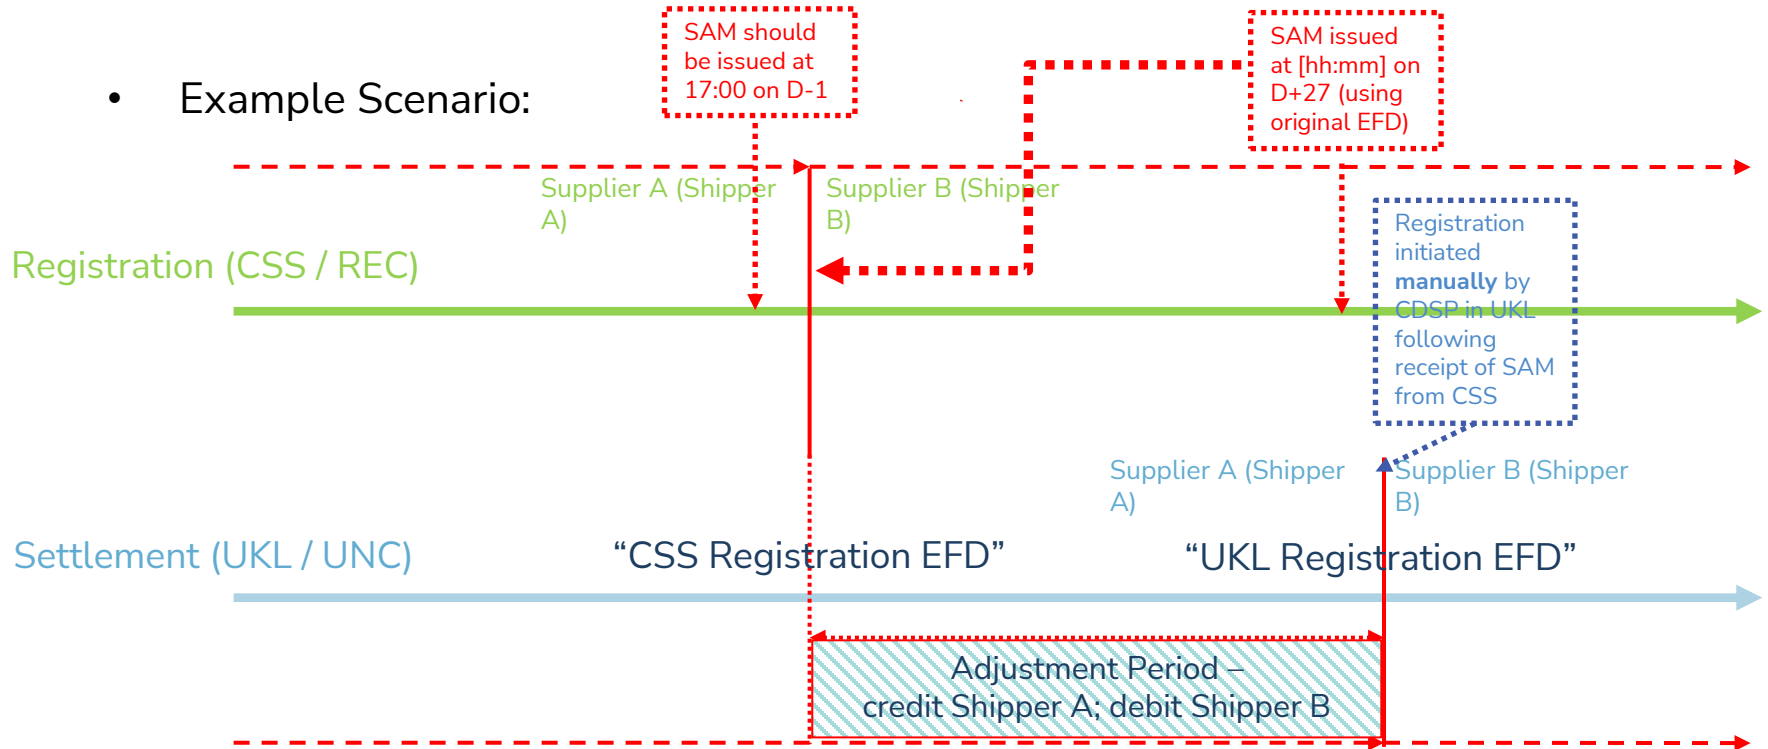 SAM should
be issued at
17:00 on D-1
SAM issued
at [hh:mm] on
D+27 (using
original EFD)
• Example Scenario:
Supplier A (Shipper
A)
Supplier B (Shipper
B)
Registration
initiated
manually by
CDSP in UKL
following
receipt of SAM
from CSS
Registration (CSS / REC)
Supplier A (Shipper
A)
Supplier B (Shipper
B)
Settlement (UKL / UNC)
“CSS Registration EFD”
“UKL Registration EFD”
Adjustment Period –
credit Shipper A; debit Shipper B